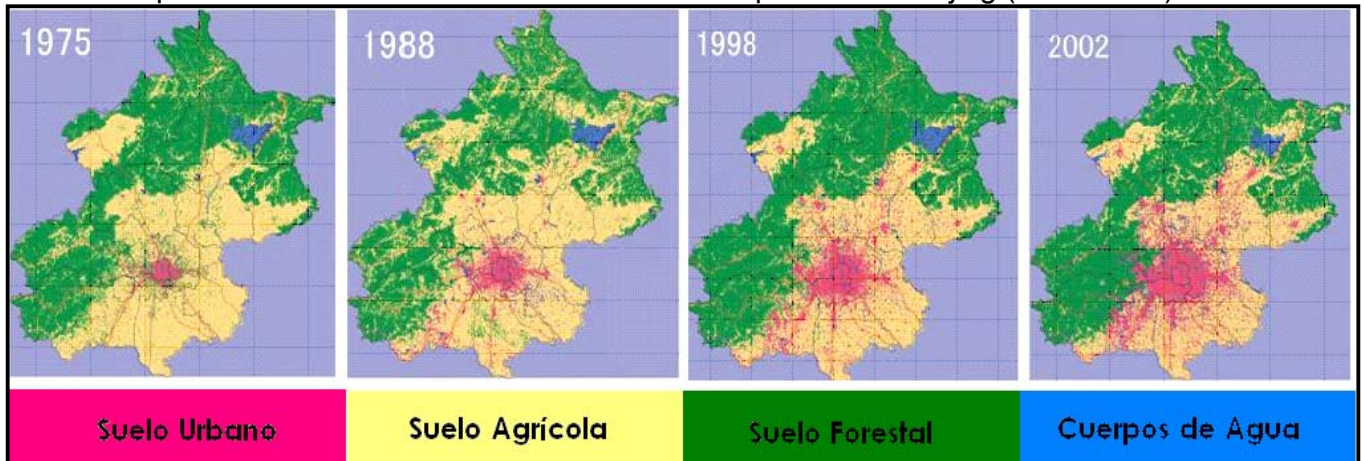 1975
1988
1998
2002
Suelo Urbano
Suelo Agrícola
Suelo Forestal
Cuerpos de Agua